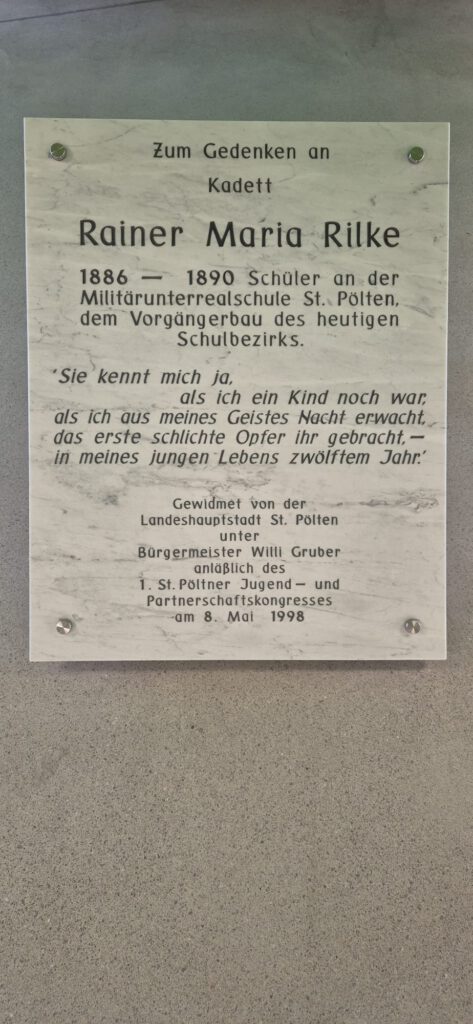 Zum Gedenken an
Kadett
Rainer Maria Rilke
1886 — 1890 Schüler an der
Militärunterrealschule St. Pölten,
dem Vorgängerbau des heutigen
Schulbezirks.
'Sie kennt mich ja,
als ich ein Kind noch war,
als ich aus meines Geistes Nacht erwacht,
das erste schlichte Opfer ihr gebracht, —
in meines jungen Lebens zwölftem Jahr.'
Gewidmet von der
Landeshauptstadt St. Pölten
unter
Bürgermeister Willi Gruber
anläßlich des
1. St. Pöltner Jugend — und
Partnerschaftskongresses
am 8. Mai 1998